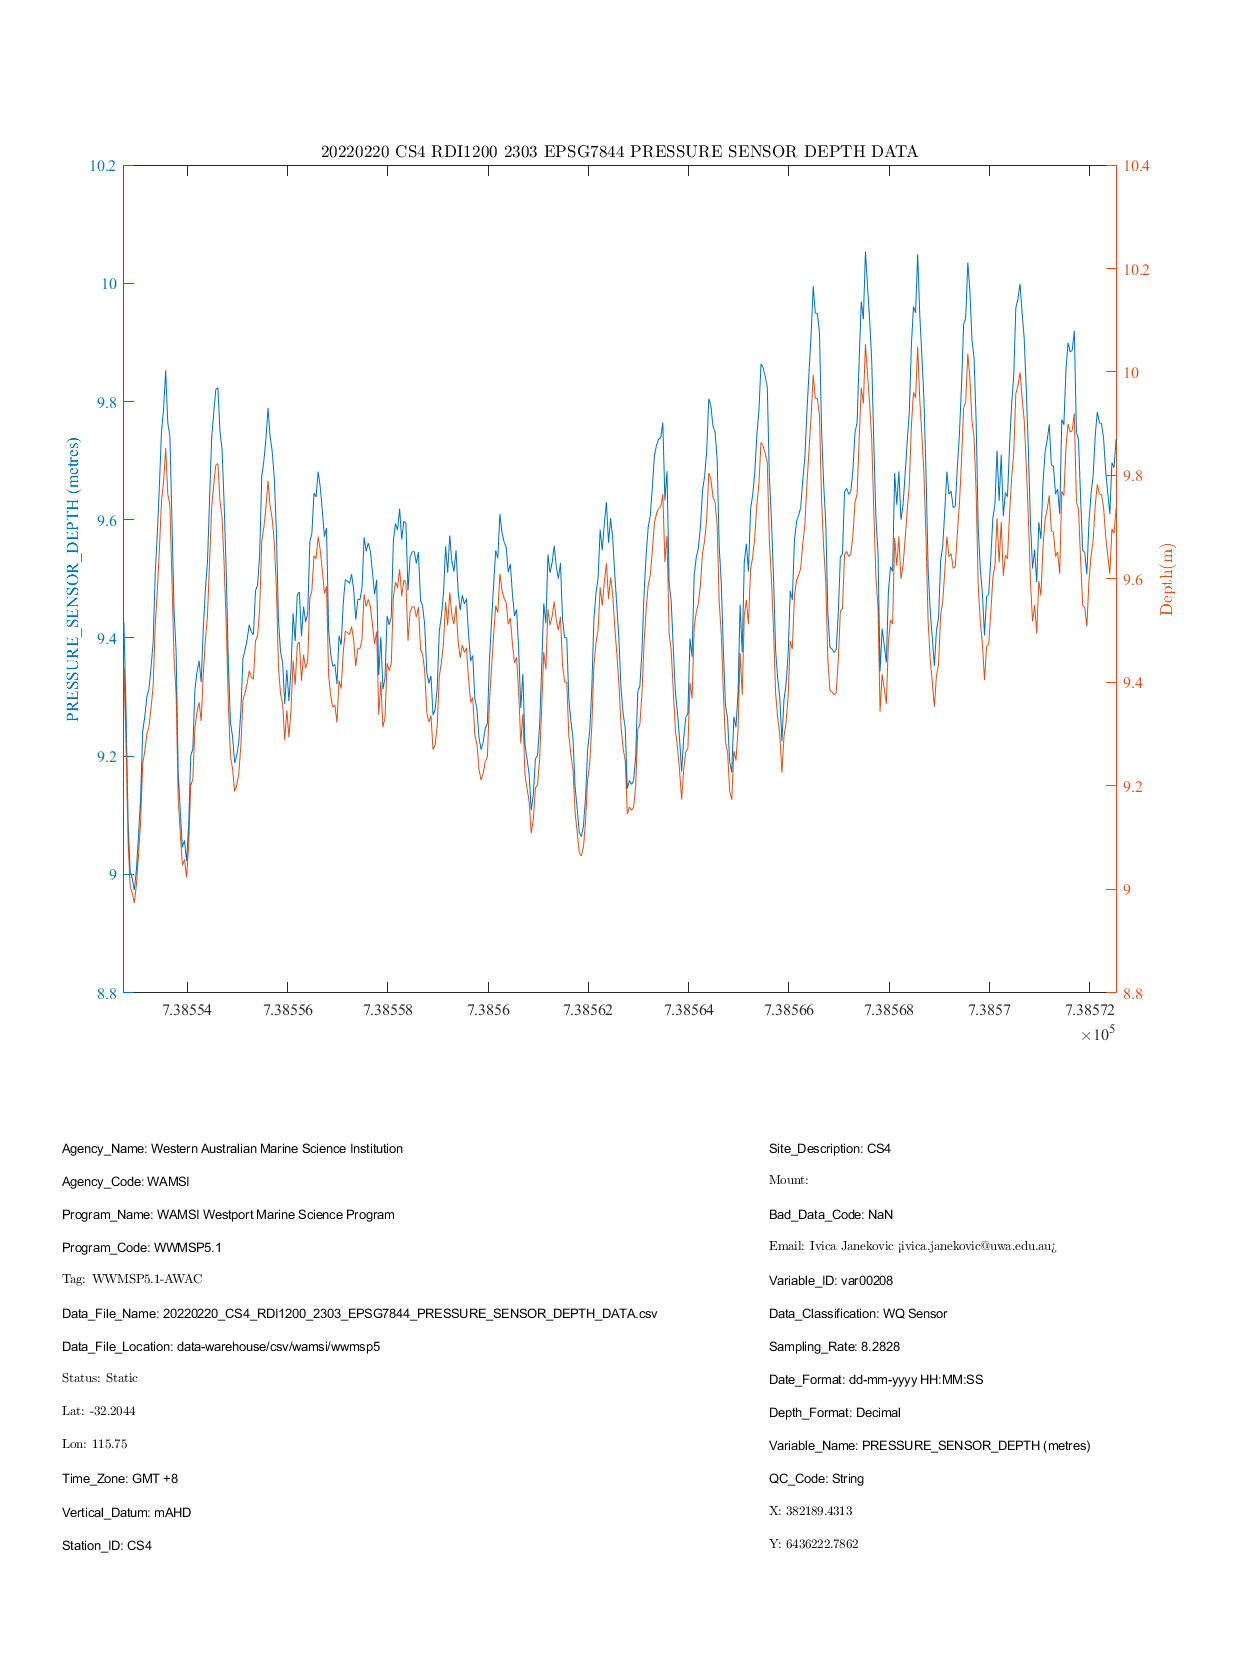 20220220 CS4 RDI1200 2303 EPSG7844 PRESSURE SENSOR DEPTH DATA
10.2
10
9.8
9.6
9.4
9.2
9
8.8
PRESSURE_SENSOR_DEPTH (metres)
10.4
10.2
10
9.8
9.6
9.4
9.2
9
8.8
Depth(m)
7.38554 7.38556 7.38558 7.3856 7.38562 7.38564 7.38566 7.38568 7.3857 7.38572
×10^5
Agency_Name: Western Australian Marine Science Institution
Agency_Code: WAMSI
Program_Name: WAMSI Westport Marine Science Program
Program_Code: WWMSP5.1
Tag: WWMSP5.1-AWAC
Data_File_Name: 20220220_CS4_RDI1200_2303_EPSG7844_PRESSURE_SENSOR_DEPTH_DATA.csv
Data_File_Location: data-warehouse/csv/wamsi/wwmsp5
Status: Static
Lat: -32.2044
Lon: 115.75
Time_Zone: GMT +8
Vertical_Datum: mAHD
Station_ID: CS4
Site_Description: CS4
Mount:
Bad_Data_Code: NaN
Email: Ivica Janekovic ¡ivica.janekovic@uwa.edu.au¿
Variable_ID: var00208
Data_Classification: WQ Sensor
Sampling_Rate: 8.2828
Date_Format: dd-mm-yyyy HH:MM:SS
Depth_Format: Decimal
Variable_Name: PRESSURE_SENSOR_DEPTH (metres)
QC_Code: String
X: 382189.4313
Y: 6436222.7862